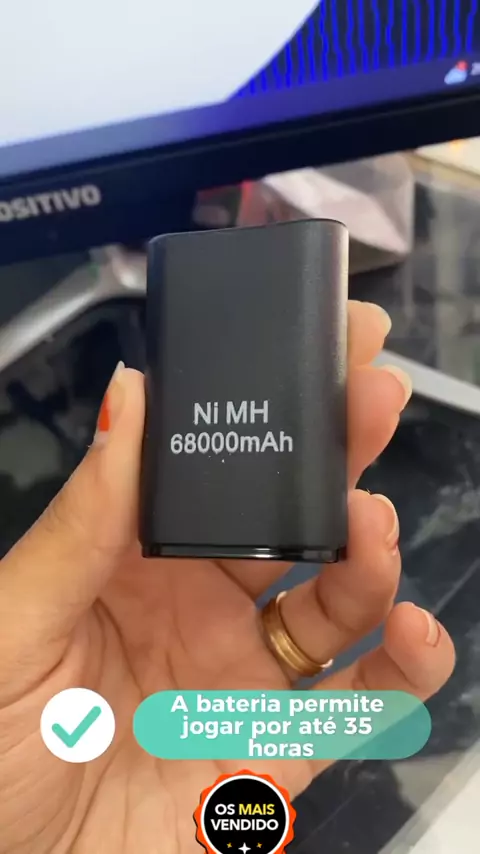 OSITIVO
Ni MH
68000mAh
A bateria permite
jogar por até 35
horas
OS MAIS
VENDIDO